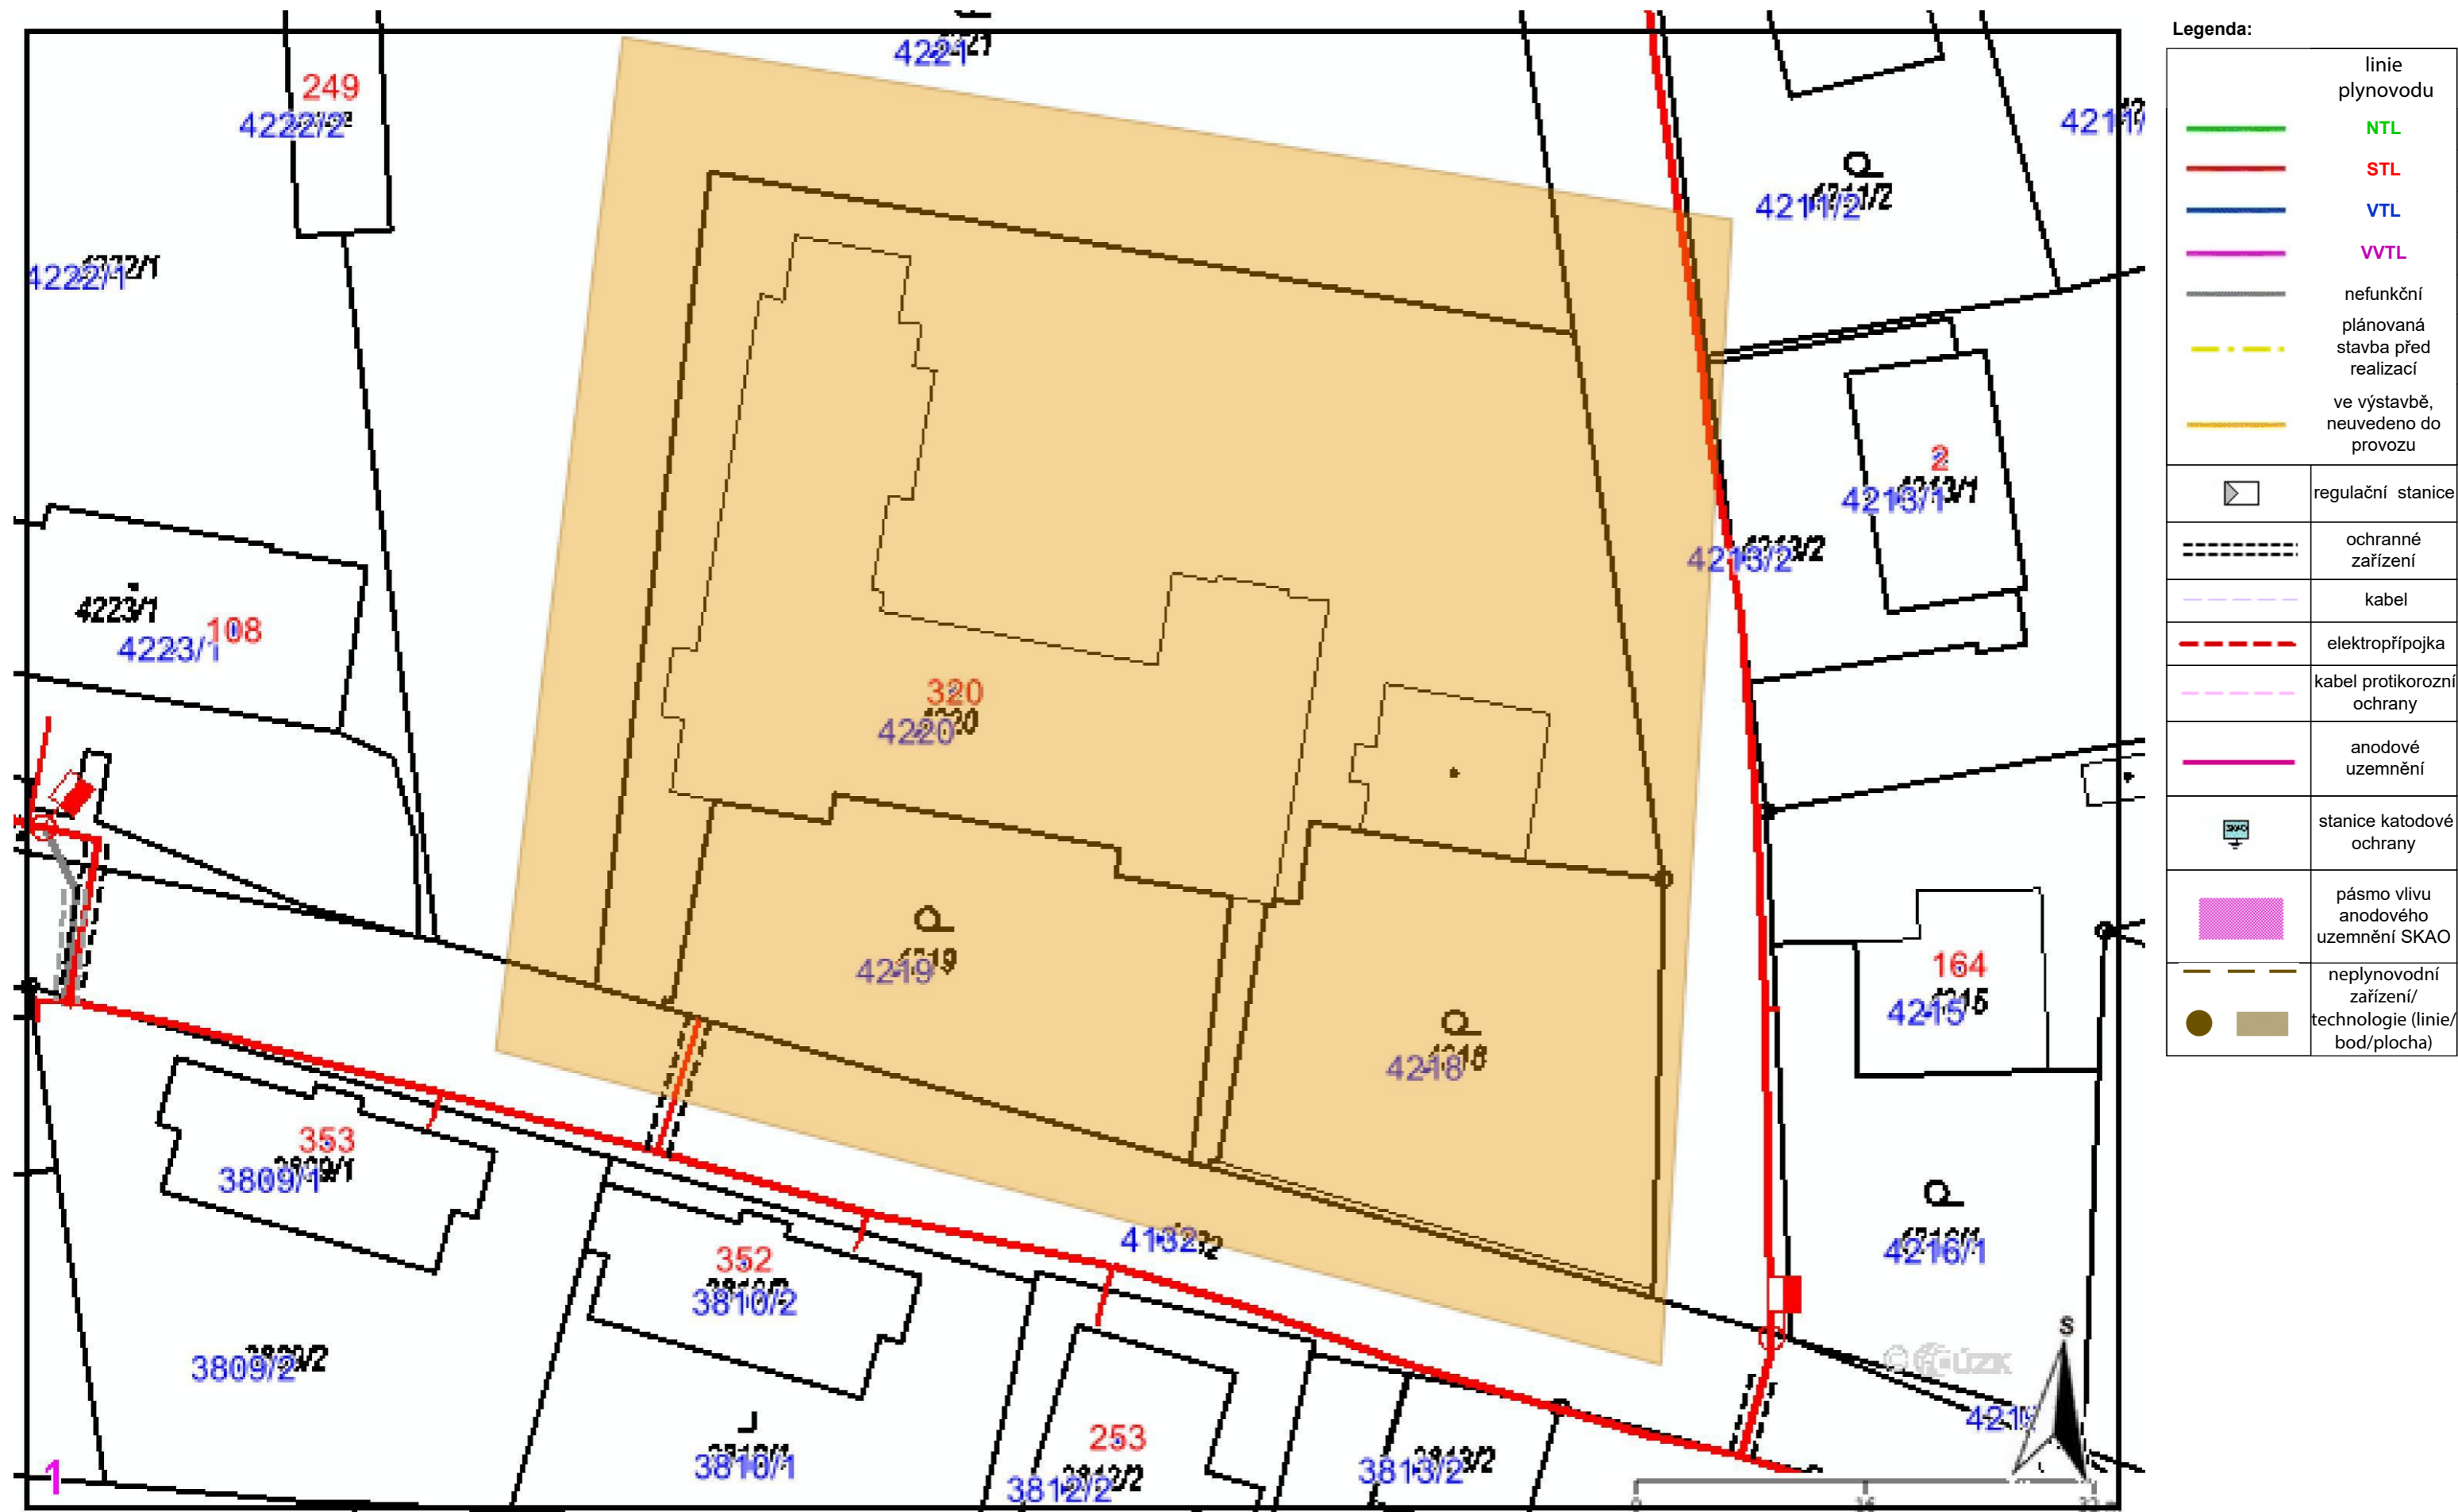 4221
249
4222/2
4211/2
4222/1
2
4213/1
4213/2
4223/1
108
4223/1
320
4220
4219
4218
164
4215
4216/1
353
3809/1
352
3810/2
4132
3809/2
253
3810/1
3812/2
3813/2
1
S
Legenda:
linie
plynovodu
NTL
STL
VTL
VVTL
nefunkční
plánovaná
stavba před
realizací
ve výstavbě,
neuvedeno do
provozu
regulační stanice
ochranné
zařízení
kabel
elektropřípojka
kabel protikorozní
ochrany
anodové
uzemnění
SKAO
stanice katodové
ochrany
pásmo vlivu
anodového
uzemnění SKAO
neplynovodní
zařízení/
technologie (linie/
bod/plocha)